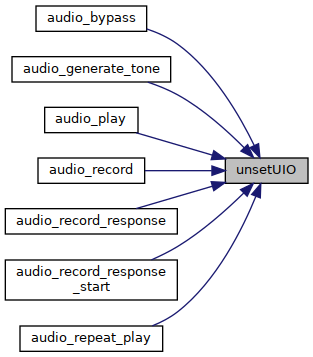 audio_bypass
audio_generate_tone
audio_play
audio_record
unsetUIO
audio_record_response
audio_record_response
_start
audio_repeat_play